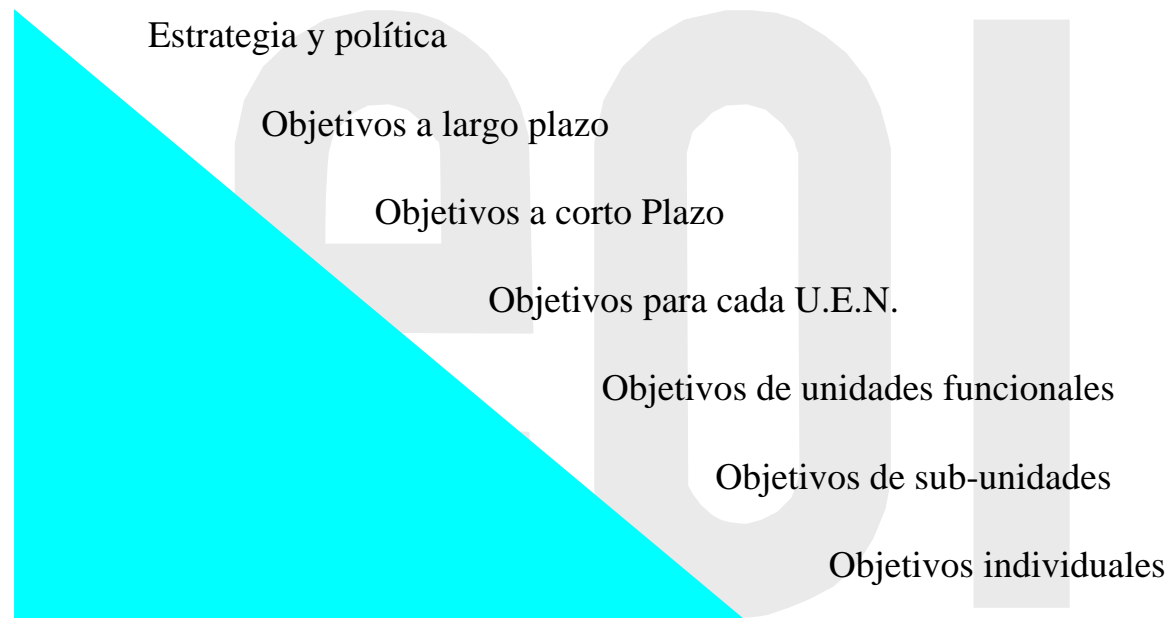 Estrategia y política
Objetivos a largo plazo
Objetivos a corto Plazo
Objetivos para cada U.E.N.
Objetivos de unidades funcionales
Objetivos de sub-unidades
Objetivos individuales
eoi